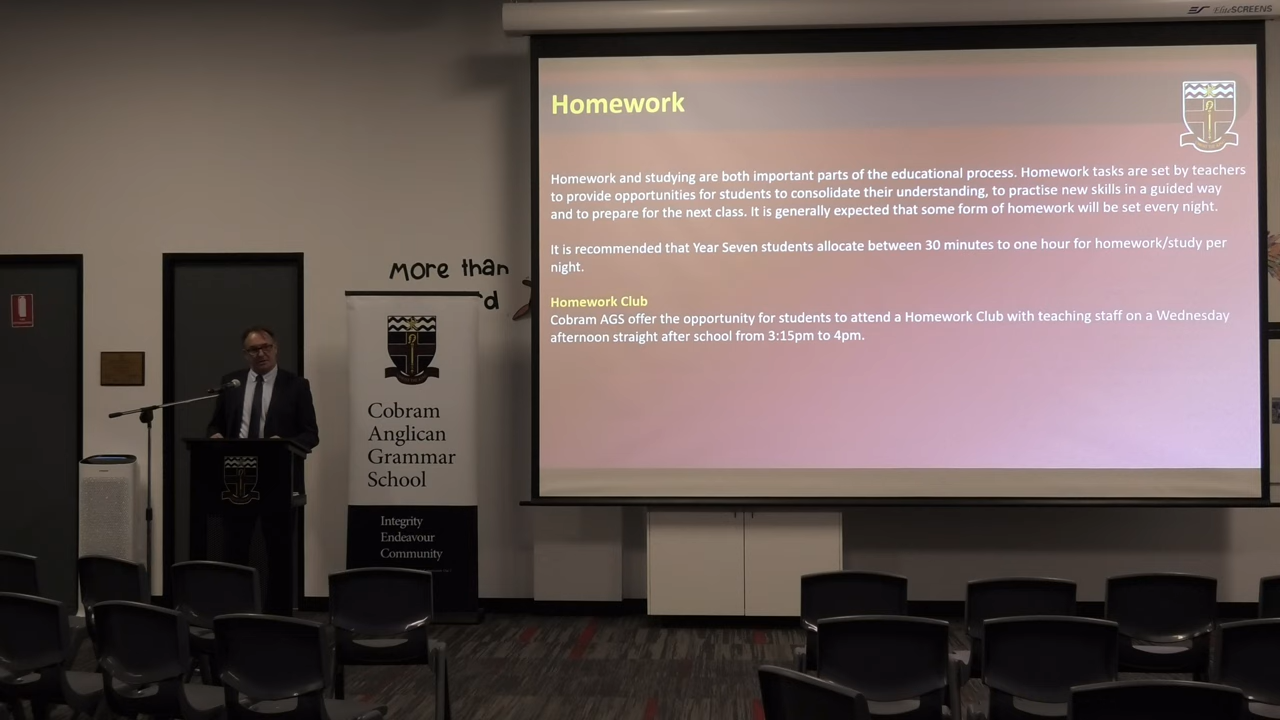 EliteSCREENS
Homework
Homework and studying are both important parts of the educational process. Homework tasks are set by teachers
to provide opportunities for students to consolidate their understanding, to practise new skills in a guided way
and to prepare for the next class. It is generally expected that some form of homework will be set every night.
It is recommended that Year Seven students allocate between 30 minutes to one hour for homework/study per
night.
Homework Club
Cobram AGS offer the opportunity for students to attend a Homework Club with teaching staff on a Wednesday
afternoon straight after school from 3:15pm to 4pm.
More than
Cobram
Anglican
Grammar
School
Integrity
Endeavour
Community